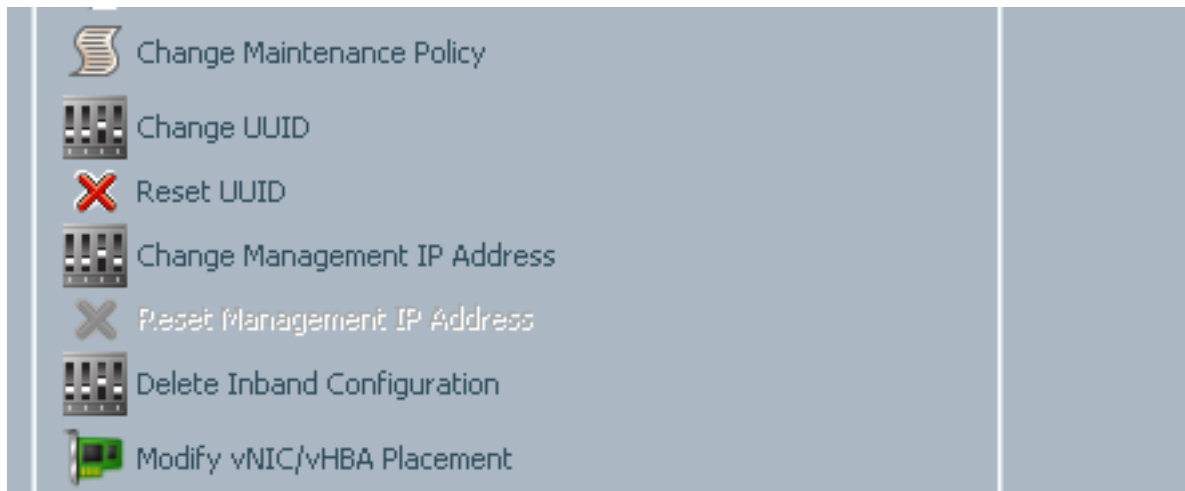 Change Maintenance Policy
Change UUID
Reset UUID
Change Management IP Address
Reset Management IP Address
Delete Inband Configuration
Modify vNIC/vHBA Placement